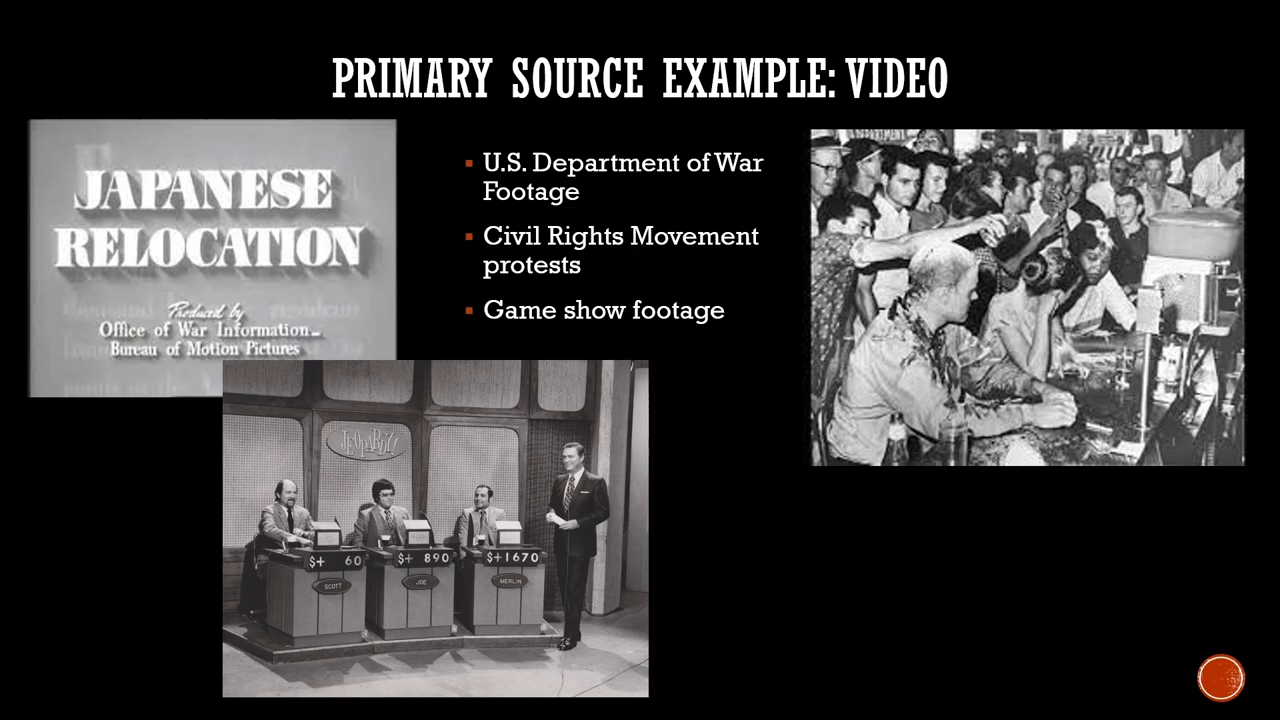 PRIMARY SOURCE EXAMPLE: VIDEO
JAPANESE
RELOCATION
Produced by
Office of War Information—
Bureau of Motion Pictures
U.S. Department of War
Footage
Civil Rights Movement
protests
Game show footage
DEPARTMENT
JEOPARDY!
$+ 60
$+ 890
$+1670
SCOTT
JOE
MERLIN